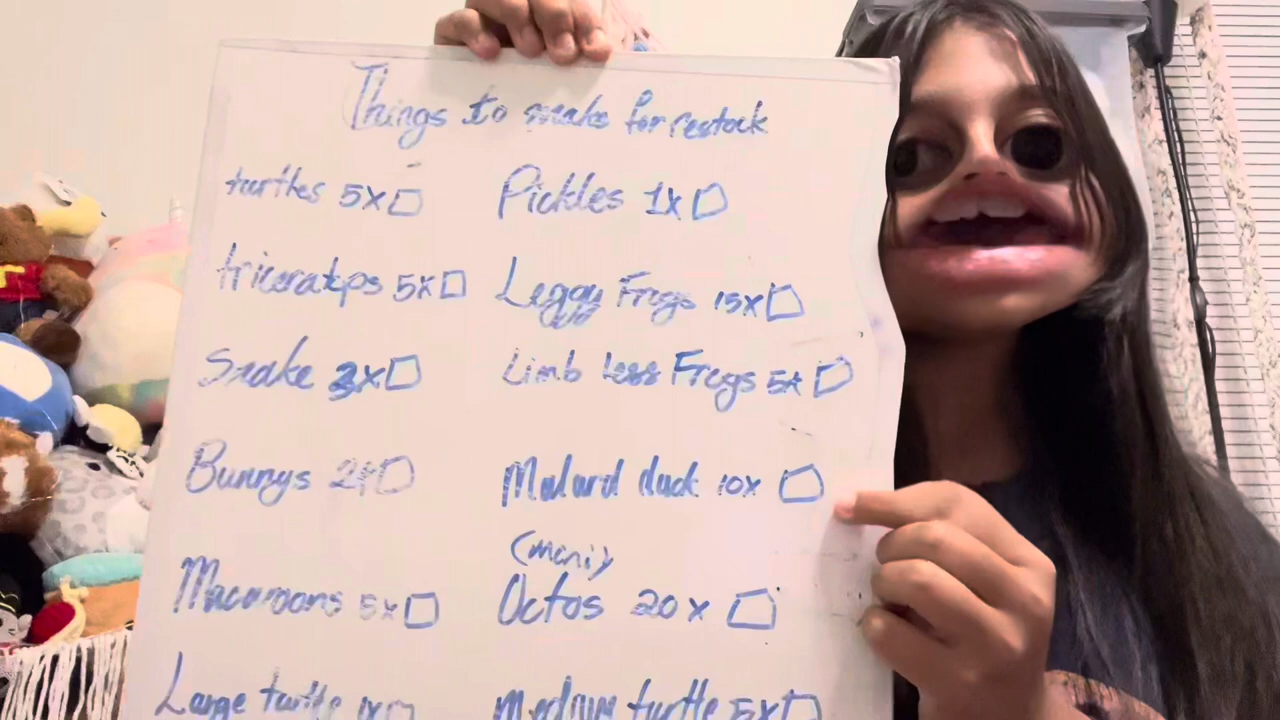 Things to make for restock
turtles 5x
triceratops 5x
Snake 3x
Bunnys 2x
Macaroons 5x
Large turtle 1x
Pickles 1x
Leggy Frogs 15x
Limb less Frogs 5x
Malard duck 10x
(mini)
Octos 20x
Medium turtle 5x